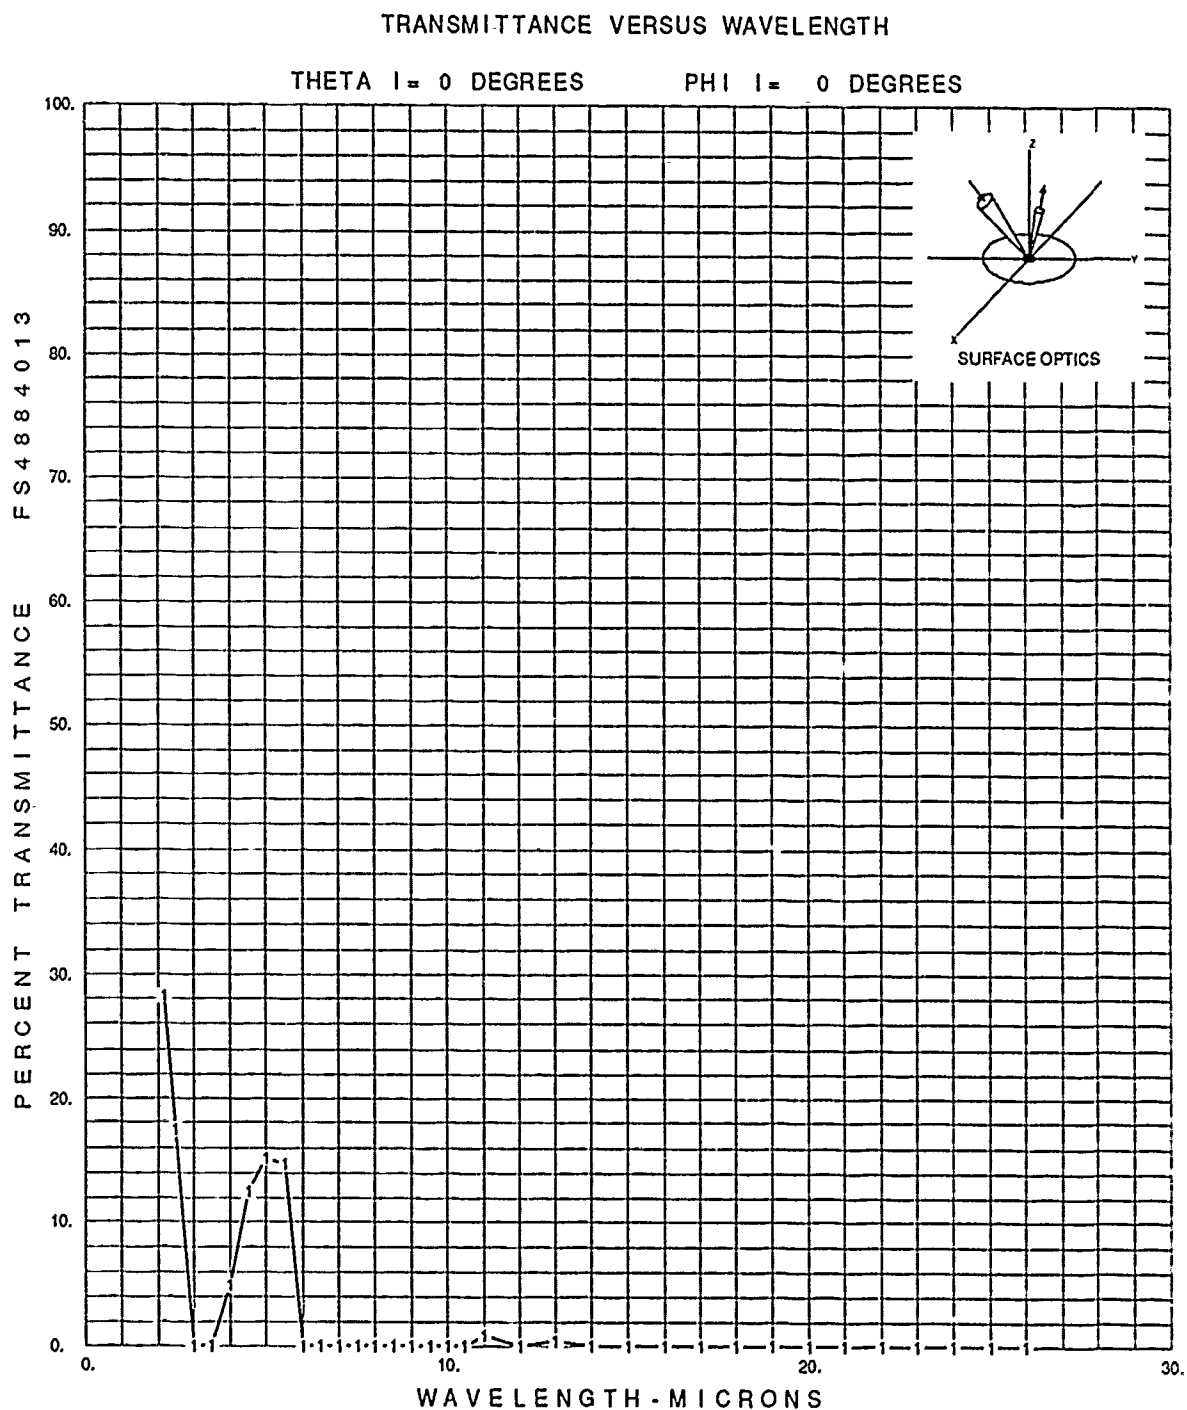 TRANSMITTANCE VERSUS WAVELENGTH
THETA I= 0 DEGREES PHI I= 0 DEGREES
100.
90.
80.
70.
60.
50.
40.
30.
20.
10.
0.
PERCENT TRANSMITTANCE FS4884013
Z
Y
X
SURFACE OPTICS
0. 10. 20. 30.
WAVELENGTH-MICRONS